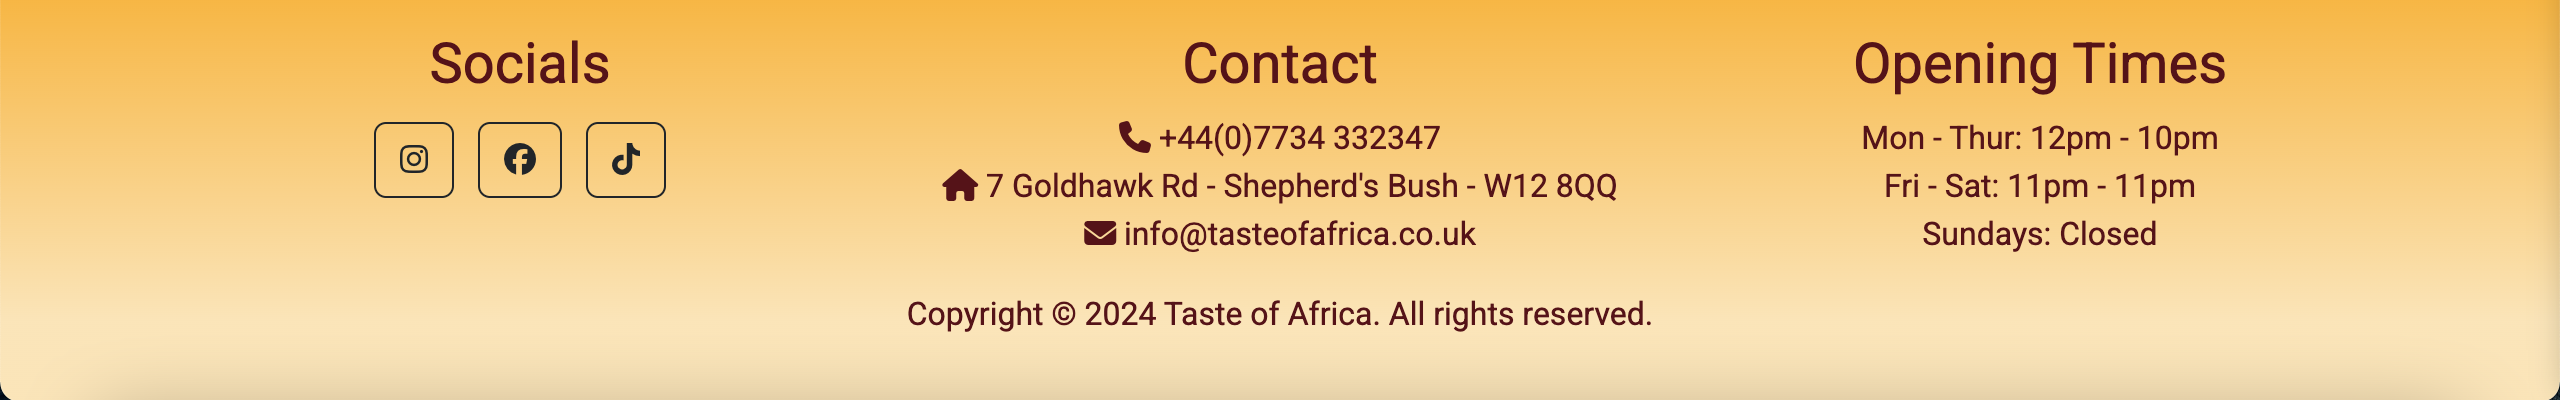 Socials
Contact
+44(0)7734 332347
7 Goldhawk Rd - Shepherd's Bush - W12 8QQ
info@tasteofafrica.co.uk
Opening Times
Mon - Thur: 12pm - 10pm
Fri - Sat: 11pm - 11pm
Sundays: Closed
Copyright © 2024 Taste of Africa. All rights reserved.